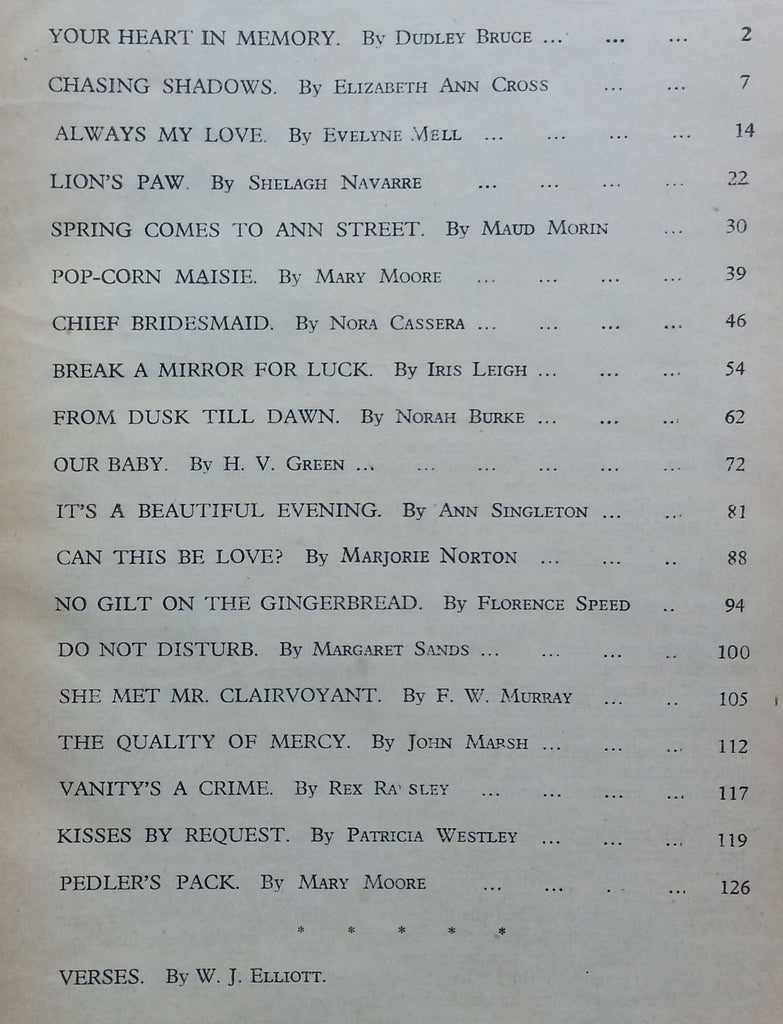 YOUR HEART IN MEMORY. By DUDLEY BRUCE ... ... ... 2
CHASING SHADOWS. By ELIZABETH ANN CROSS ... ... 7
ALWAYS MY LOVE. By EVELYNE MELL ... ... ... ... 14
LION'S PAW. By SHELAGH NAVARRE ... ... ... ... 22
SPRING COMES TO ANN STREET. By MAUD MORIN ... 30
POP-CORN MAISIE. By MARY MOORE ... ... ... ... 39
CHIEF BRIDESMAID. By NORA CASSERA ... ... ... ... 46
BREAK A MIRROR FOR LUCK. By IRIS LEIGH ... ... ... 54
FROM DUSK TILL DAWN. By NORAH BURKE ... ... ... 62
OUR BABY. By H. V. GREEN ... ... ... ... ... ... 72
IT'S A BEAUTIFUL EVENING. By ANN SINGLETON ... ... 81
CAN THIS BE LOVE? By MARJORIE NORTON ... ... .. 88
NO GILT ON THE GINGERBREAD. By FLORENCE SPEED .. 94
DO NOT DISTURB. By MARGARET SANDS ... ... ... .. 100
SHE MET MR. CLAIRVOYANT. By F. W. MURRAY ... .. 105
THE QUALITY OF MERCY. By JOHN MARSH ... ... ... 112
VANITY'S A CRIME. By REX ... ... ... ... 117
KISSES BY REQUEST. By PATRICIA WESTLEY ... ... ... 119
PEDLER'S PACK. By MARY MOORE ... ... . . ... 126
* * * * *
VERSES. By W. J. ELLIOTT.